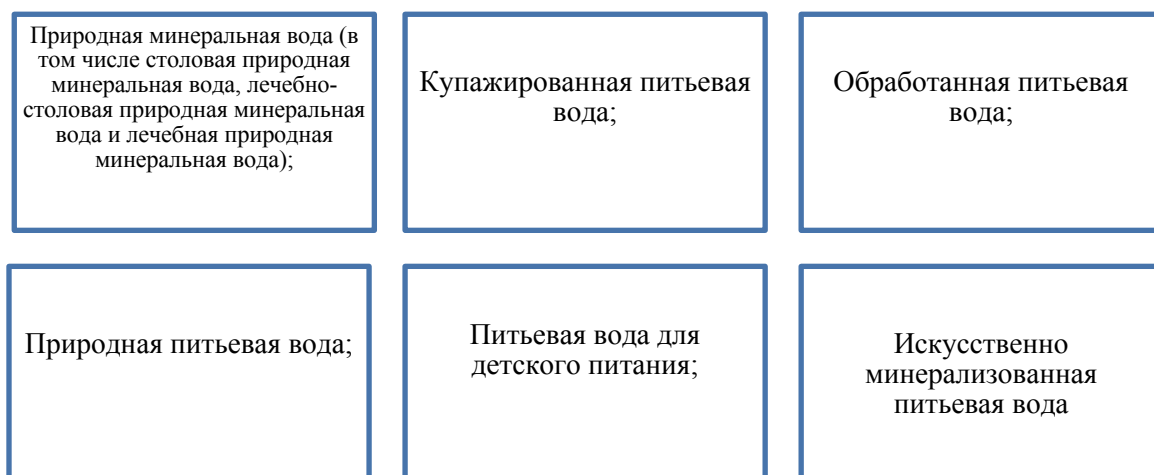 Природная минеральная вода (в
том числе столовая природная
минеральная вода, лечебно-
столовая природная минеральная
вода и лечебная природная
минеральная вода);
Купажированная питьевая
вода;
Обработанная питьевая
вода;
Природная питьевая вода;
Питьевая вода для
детского питания;
Искусственно
минерализованная
питьевая вода